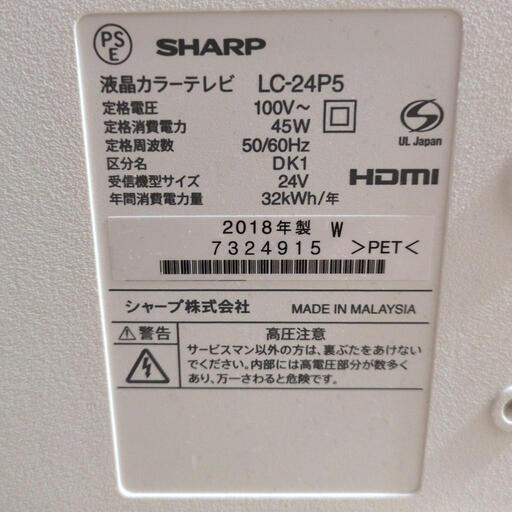 PS
E
SHARP
液晶カラーテレビ LC-24P5
定格電圧 100V～
定格消費電力 45W
定格周波数 50/60Hz
区分名 DK1
受信機型サイズ 24V
年間消費電力量 32kWh/年
S
UL Japan
HDMI
2018年製 W
7324915 >PET<
シャープ株式会社 MADE IN MALAYSIA
警告
高圧注意
サービスマン以外の方は、裏ぶたをあけない
でください。内部には高電圧部分が数多く
あり、万一さわると危険です。